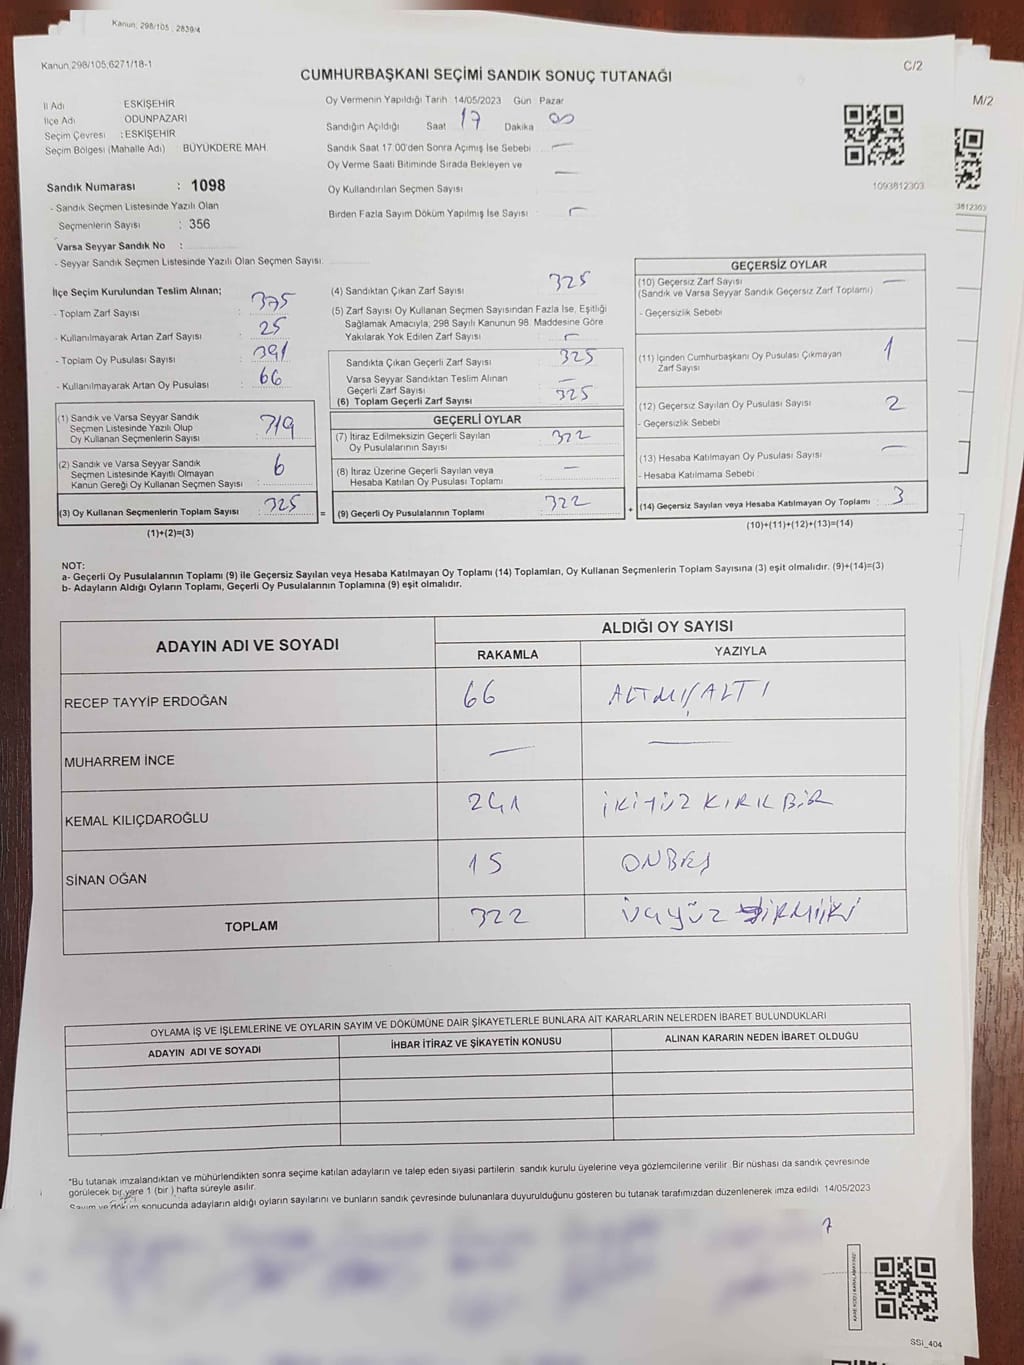 Kanun; 298/105 ; 2839/4
Kanun;298/105;6271/18-1
C/2
M/2
CUMHURBAŞKANI SEÇİMİ SANDIK SONUÇ TUTANAĞI
İl Adı : ESKİŞEHİR
İlçe Adı : ODUNPAZARI
Seçim Çevresi : ESKİŞEHİR
Seçim Bölgesi (Mahalle Adı) : BÜYÜKDERE MAH
Sandık Numarası : 1098
- Sandık Seçmen Listesinde Yazılı Olan
Seçmenlerin Sayısı : 356
Varsa Seyyar Sandık No :
- Seyyar Sandık Seçmen Listesinde Yazılı Olan Seçmen Sayısı:
Oy Vermenin Yapıldığı Tarih : 14/05/2023 Gün : Pazar
Sandığın Açıldığı Saat 17 Dakika 00
Sandık Saat 17.00'den Sonra Açımış İse Sebebi : —
Oy Verme Saati Bitiminde Sırada Bekleyen ve
Oy Kullandırılan Seçmen Sayısı —
Birden Fazla Sayım Döküm Yapılmış İse Sayısı : —
1093812303
3812303
İlçe Seçim Kurulundan Teslim Alınan;
- Toplam Zarf Sayısı : 375
- Kullanılmayarak Artan Zarf Sayısı : 25
- Toplam Oy Pusulası Sayısı : 391
- Kullanılmayarak Artan Oy Pusulası : 66
(1) Sandık ve Varsa Seyyar Sandık
Seçmen Listesinde Yazılı Olup
Oy Kullanan Seçmenlerin Sayısı : 319
(2) Sandık ve Varsa Seyyar Sandık
Seçmen Listesinde Kayıtlı Olmayan
Kanun Gereği Oy Kullanan Seçmen Sayısı : 6
(3) Oy Kullanan Seçmenlerin Toplam Sayısı : 325
(1)+(2)=(3)
=
(4) Sandıktan Çıkan Zarf Sayısı : 325
(5) Zarf Sayısı Oy Kullanan Seçmen Sayısından Fazla İse, Eşitliği
Sağlamak Amacıyla; 298 Sayılı Kanunun 98. Maddesine Göre
Yakılarak Yok Edilen Zarf Sayısı : —
Sandıkta Çıkan Geçerli Zarf Sayısı : 325
Varsa Seyyar Sandıktan Teslim Alınan
Geçerli Zarf Sayısı : —
(6) Toplam Geçerli Zarf Sayısı : 325
GEÇERLİ OYLAR
(7) İtiraz Edilmeksizin Geçerli Sayılan
Oy Pusulalarının Sayısı : 322
(8) İtiraz Üzerine Geçerli Sayılan veya
Hesaba Katılan Oy Pusulası Toplamı : —
(9) Geçerli Oy Pusulalarının Toplamı : 322
+
GEÇERSİZ OYLAR
(10) Geçersiz Zarf Sayısı : —
(Sandık ve Varsa Seyyar Sandık Geçersiz Zarf Toplamı)
- Geçersizlik Sebebi
(11) İçinden Cumhurbaşkanı Oy Pusulası Çıkmayan
Zarf Sayısı : 1
(12) Geçersiz Sayılan Oy Pusulası Sayısı : 2
- Geçersizlik Sebebi :
(13) Hesaba Katılmayan Oy Pusulası Sayısı : —
- Hesaba Katılmama Sebebi :
(14) Geçersiz Sayılan veya Hesaba Katılmayan Oy Toplamı : 3
(10)+(11)+(12)+(13)=(14)
NOT:
a- Geçerli Oy Pusulalarının Toplamı (9) ile Geçersiz Sayılan veya Hesaba Katılmayan Oy Toplamı (14) Toplamları, Oy Kullanan Seçmenlerin Toplam Sayısına (3) eşit olmalıdır. (9)+(14)=(3)
b- Adayların Aldığı Oyların Toplamı, Geçerli Oy Pusulalarının Toplamına (9) eşit olmalıdır.
ADAYIN ADI VE SOYADI
ALDIĞI OY SAYISI
RAKAMLA YAZIYLA
RECEP TAYYİP ERDOĞAN 66 ALTMIŞALTI
MUHARREM İNCE — —
KEMAL KILIÇDAROĞLU 241 İKİYÜZ KIRK BİR
SİNAN OĞAN 15 ONBEŞ
TOPLAM 322 ÜÇYÜZ YİRMİİKİ
OYLAMA İŞ VE İŞLEMLERİNE VE OYLARIN SAYIM VE DÖKÜMÜNE DAİR ŞİKAYETLERLE BUNLARA AİT KARARLARIN NELERDEN İBARET BULUNDUKLARI
ADAYIN ADI VE SOYADI İHBAR İTİRAZ VE ŞİKAYETİN KONUSU ALINAN KARARIN NEDEN İBARET OLDUĞU
"Bu tutanak imzalandıktan ve mühürlendikten sonra seçime katılan adayların ve talep eden siyasi partilerin sandık kurulu üyelerine veya gözlemcilerine verilir. Bir nüshası da sandık çevresinde
görülecek bir yere 1 (bir ) hafta süreyle asılır.
Sayım ve döküm sonucunda adayların aldığı oyların sayılarını ve bunların sandık çevresinde bulunanlara duyurulduğunu gösteren bu tutanak tarafımızdan düzenlenerek imza edildi. 14/05/2023
SSİ_404